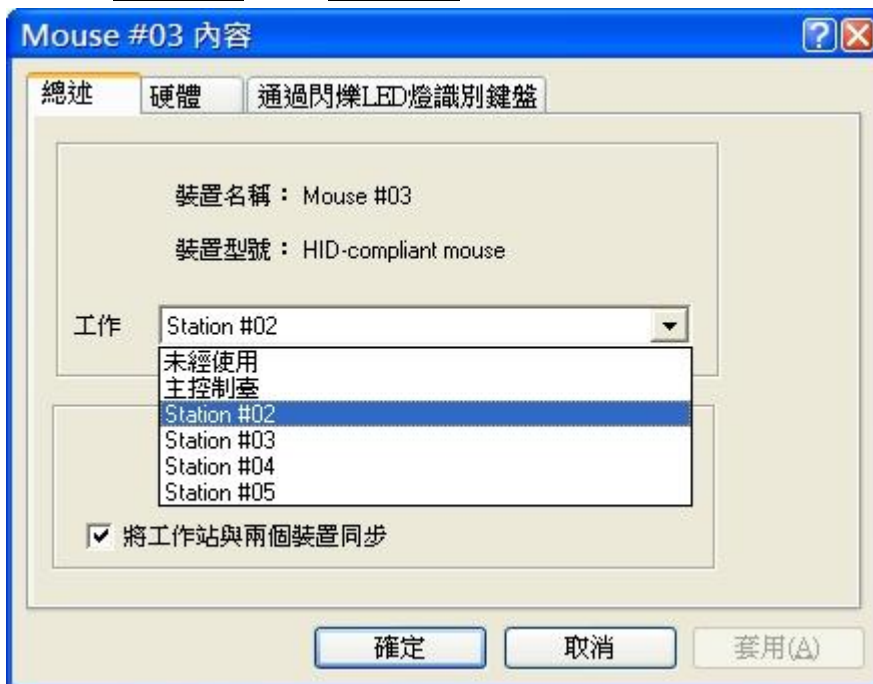 Mouse #03 內容
總述 硬體 通過閃爍LED燈識別鍵盤
裝置名稱： Mouse #03
裝置型號： HID-compliant mouse
工作 Station #02
未經使用
主控制臺
Station #02
Station #03
Station #04
Station #05
將工作站與兩個裝置同步
確定 取消 套用(A)